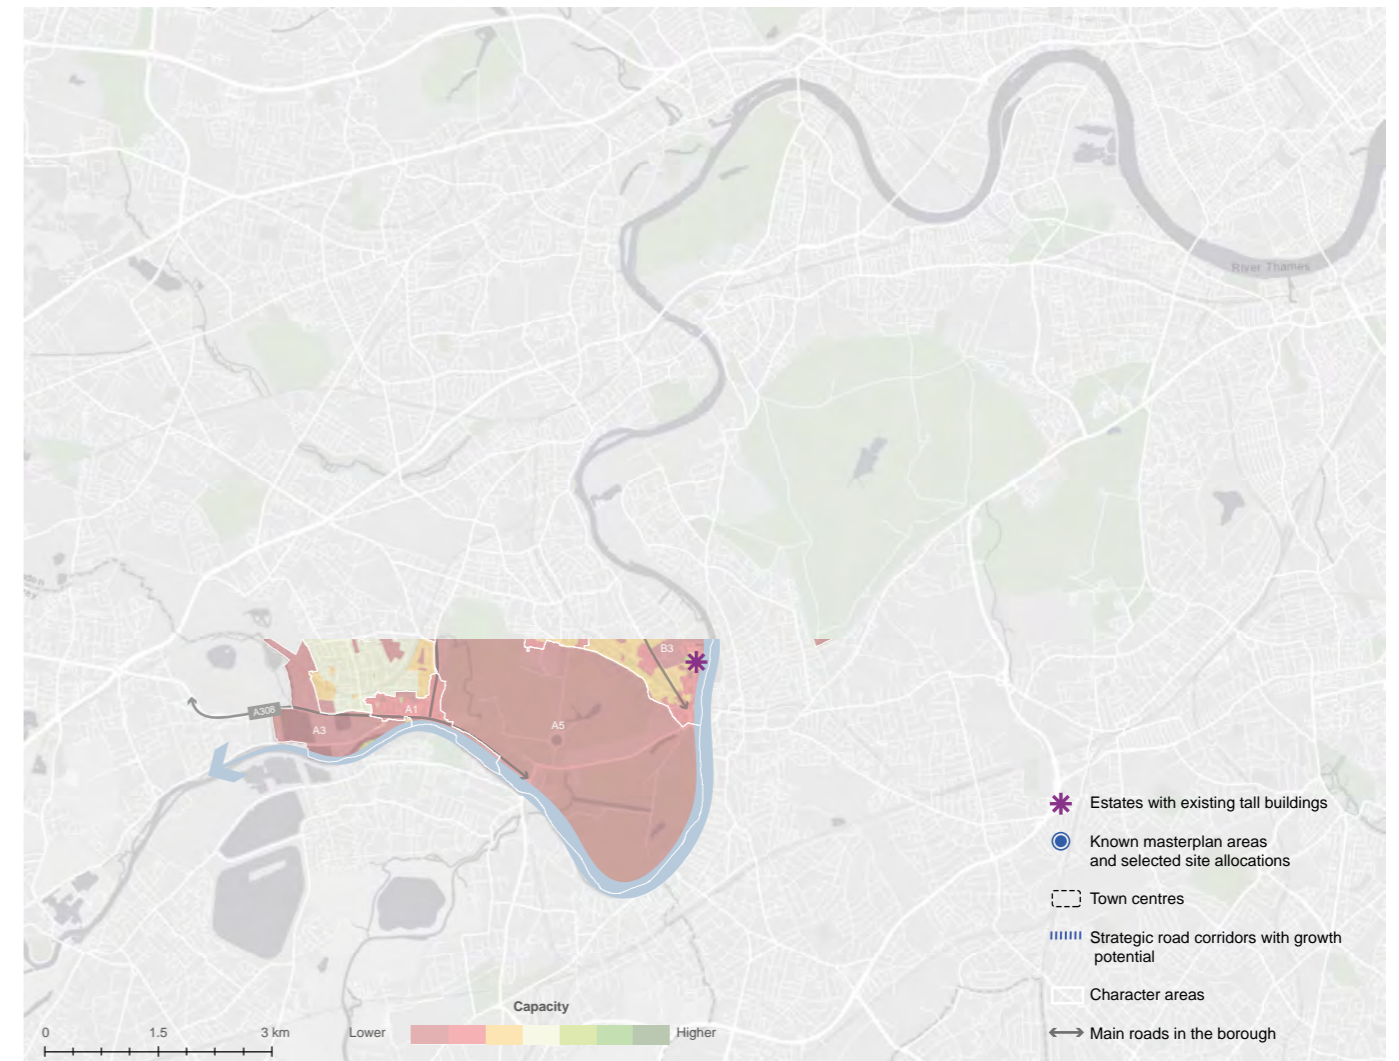 River Thames
B3
A308
A1
A3
A5
Estates with existing tall buildings
Known masterplan areas
and selected site allocations
Town centres
Strategic road corridors with growth
potential
Character areas
Main roads in the borough
Capacity
Lower
Higher
0 1.5 3 km